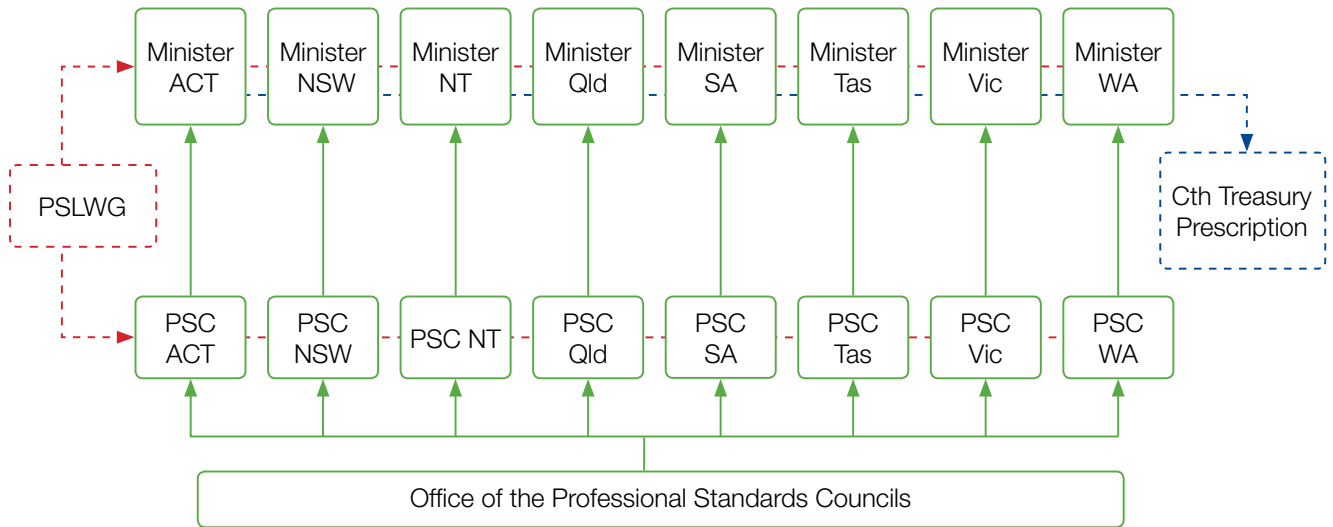 Minister
ACT
Minister
NSW
Minister
NT
Minister
Qld
Minister
SA
Minister
Tas
Minister
Vic
Minister
WA
PSLWG
Cth Treasury
Prescription
PSC
ACT
PSC
NSW
PSC NT
PSC
Qld
PSC
SA
PSC
Tas
PSC
Vic
PSC
WA
Office of the Professional Standards Councils